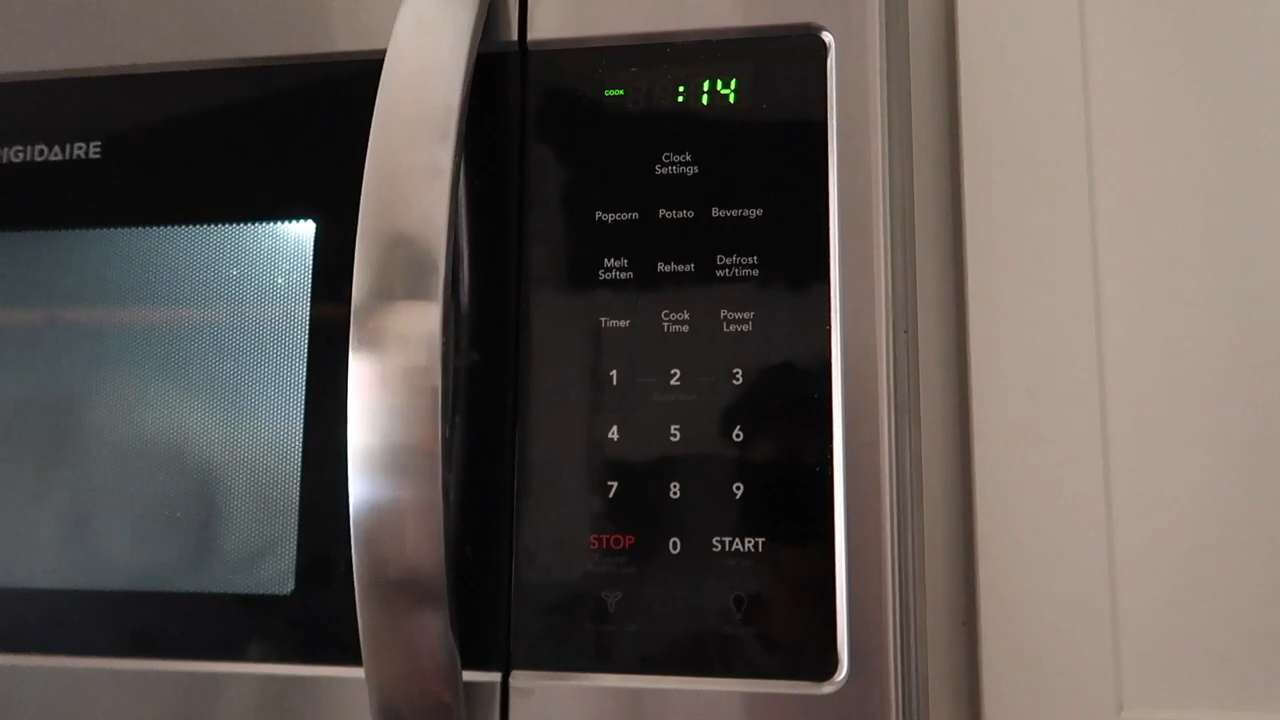 IGIDAIRE
COOK :14
Clock
Settings
Popcorn Potato Beverage
Melt
Soften
Reheat
Defrost
wt/time
Timer
Cook
Time
Power
Level
1 2 3
4 5 6
7 8 9
STOP 0 START